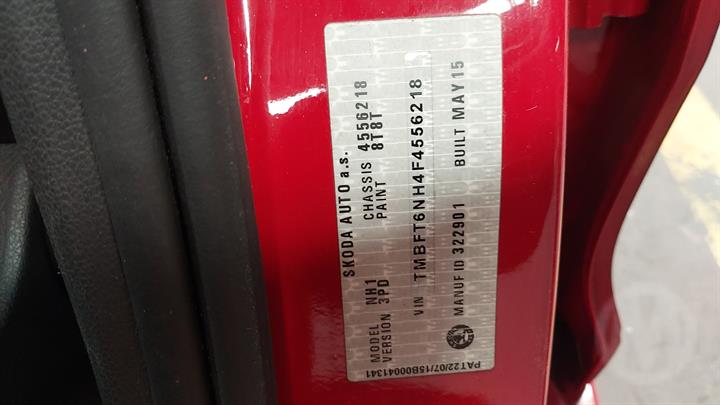 SKODA AUTO a.s.
MODEL NH1 CHASSIS 4556218
VERSION 3PD PAINT 8T8T
VIN TMBFT6NH4F4556218
MANUF ID 322901 BUILT MAY15
PAT22/07/15B00041341